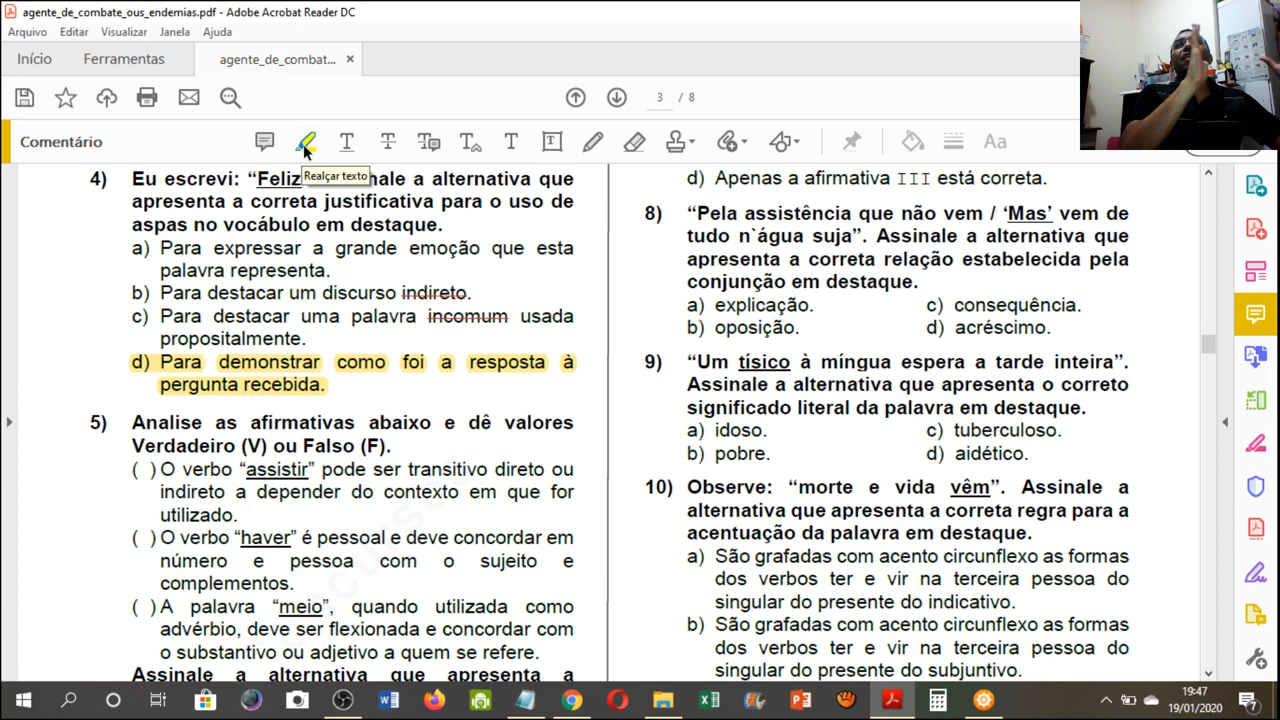 agente_de_combate_ous_endemias.pdf - Adobe Acrobat Reader DC
Arquivo Editar Visualizar Janela Ajuda
Início Ferramentas agente_de_combat... ×
3 / 8
Comentário
Realçar texto
4) Eu escrevi: “Feliz nale a alternativa que
apresenta a correta justificativa para o uso de
aspas no vocábulo em destaque.
a) Para expressar a grande emoção que esta
palavra representa.
b) Para destacar um discurso indireto.
c) Para destacar uma palavra incomum usada
propositalmente.
d) Para demonstrar como foi a resposta à
pergunta recebida.
5) Analise as afirmativas abaixo e dê valores
Verdadeiro (V) ou Falso (F).
( ) O verbo “assistir” pode ser transitivo direto ou
indireto a depender do contexto em que for
utilizado.
( ) O verbo “haver” é pessoal e deve concordar em
número e pessoa com o sujeito e
complementos.
( ) A palavra “meio”, quando utilizada como
advérbio, deve ser flexionada e concordar com
o substantivo ou adjetivo a quem se refere.
Assinale a alternativa que apresenta a
d) Apenas a afirmativa III está correta.
8) “Pela assistência que não vem / ‘Mas’ vem de
tudo n`água suja”. Assinale a alternativa que
apresenta a correta relação estabelecida pela
conjunção em destaque.
a) explicação. c) consequência.
b) oposição. d) acréscimo.
9) “Um tísico à míngua espera a tarde inteira”.
Assinale a alternativa que apresenta o correto
significado literal da palavra em destaque.
a) idoso. c) tuberculoso.
b) pobre. d) aidético.
10) Observe: “morte e vida vêm”. Assinale a
alternativa que apresenta a correta regra para a
acentuação da palavra em destaque.
a) São grafadas com acento circunflexo as formas
dos verbos ter e vir na terceira pessoa do
singular do presente do indicativo.
b) São grafadas com acento circunflexo as formas
dos verbos ter e vir na terceira pessoa do
singular do presente do subjuntivo.
19:47
19/01/2020